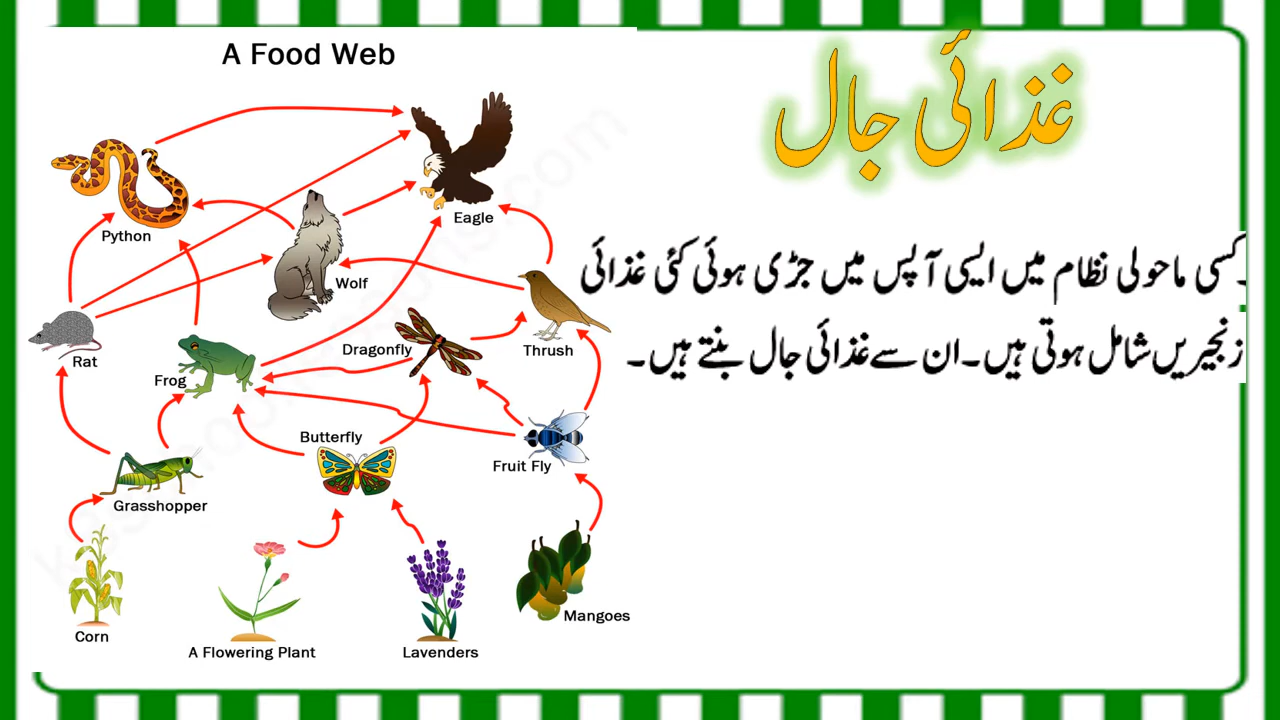 A Food Web
غذائی جال
Eagle
Python
۔کسی ماحولی نظام میں ایسی آپس میں جڑی ہوئی کئی غذائی
زنجیریں شامل ہوتی ہیں۔ان سے غذائی جال بنتے ہیں۔
Wolf
Dragonfly
Thrush
Rat
Frog
Butterfly
Fruit Fly
Grasshopper
Mangoes
Corn
A Flowering Plant
Lavenders